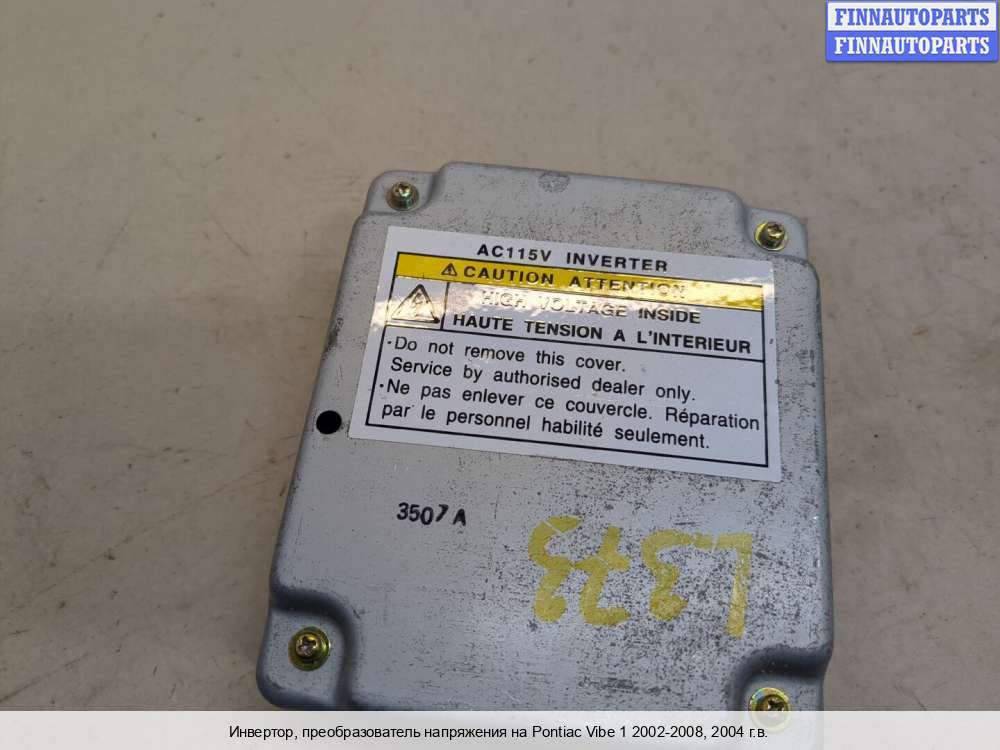 FINNAUTOPARTS
FINNAUTOPARTS
AC115V INVERTER
⚠CAUTION ATTENTION
HIGH VOLTAGE INSIDE
HAUTE TENSION A L'INTERIEUR
·Do not remove this cover.
Service by authorised dealer only.
·Ne pas enlever ce couvercle. Réparation
par le personnel habilité seulement.
3507A
L373
Инвертор, преобразователь напряжения на Pontiac Vibe 1 2002-2008, 2004 г.в.